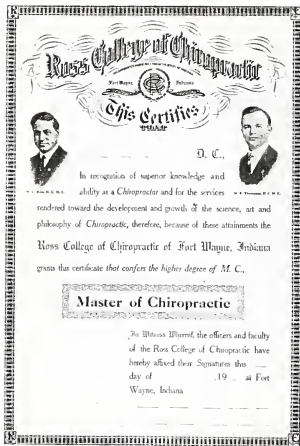 Ross College of Chiropractic
Fort Wayne, Indiana
This Certifies
THAT
D. C.,
In recognition of superior knowledge and
ability as a Chiropractor and for the services
rendered toward the development and growth of the science, art and
philosophy of Chiropractic, therefore, because of these attainments the
Ross College of Chiropractic of Fort Wayne, Indiana
grants this certificate that confers the higher degree of M. C.,
Master of Chiropractic
In Witness Whereof, the officers and faculty
of the Ross College of Chiropractic have
hereby affixed their Signatures this
day of 19 at Fort
Wayne, Indiana